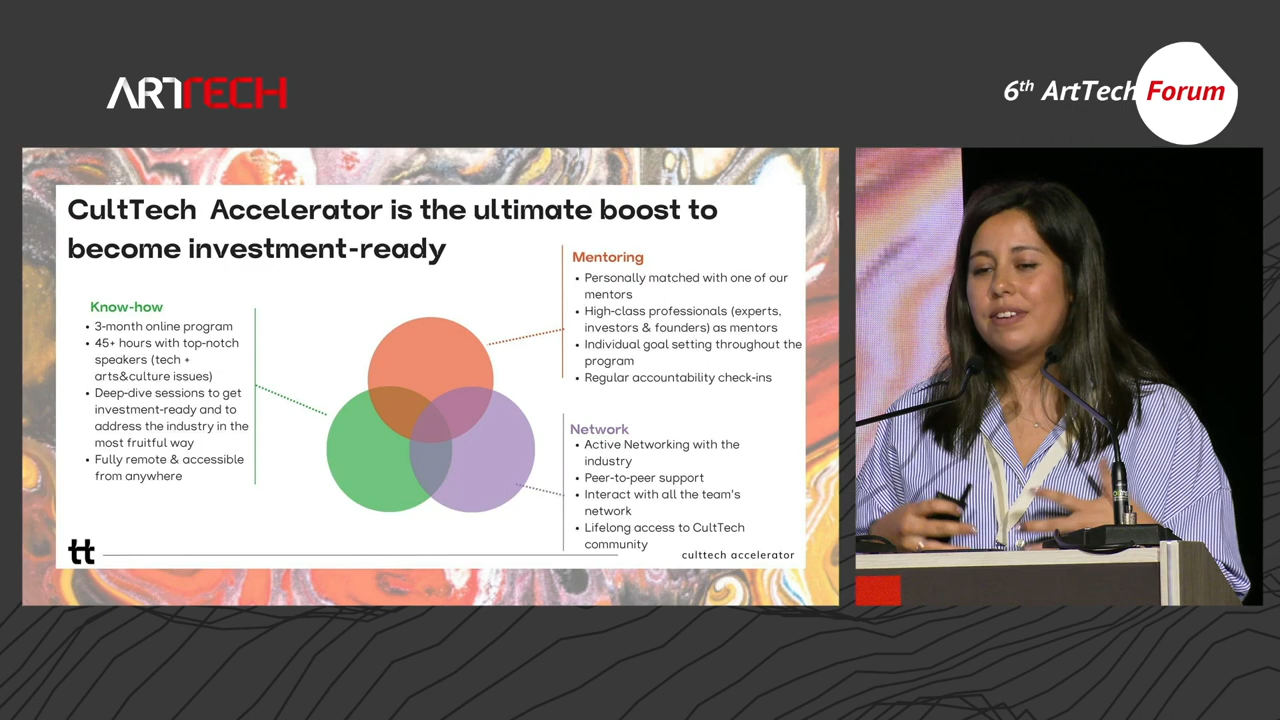 ARTTECH
6th ArtTech Forum
CultTech Accelerator is the ultimate boost to
become investment-ready
Know-how
• 3-month online program
• 45+ hours with top-notch
speakers (tech +
arts&culture issues)
• Deep-dive sessions to get
investment-ready and to
address the industry in the
most fruitful way
• Fully remote & accessible
from anywhere
Mentoring
• Personally matched with one of our
mentors
• High-class professionals (experts,
investors & founders) as mentors
• Individual goal setting throughout the
program
• Regular accountability check-ins
Network
• Active Networking with the
industry
• Peer-to-peer support
• Interact with all the team's
network
• Lifelong access to CultTech
community
tt
culttech accelerator